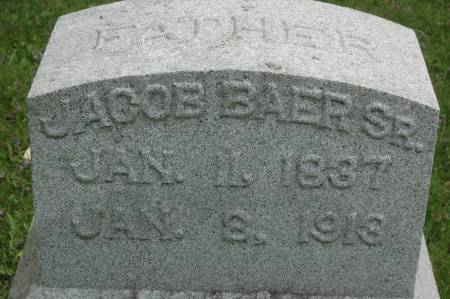 FATHER
JACOB BAER SR.
JAN. 11. 1837
JAN. 8. 1913